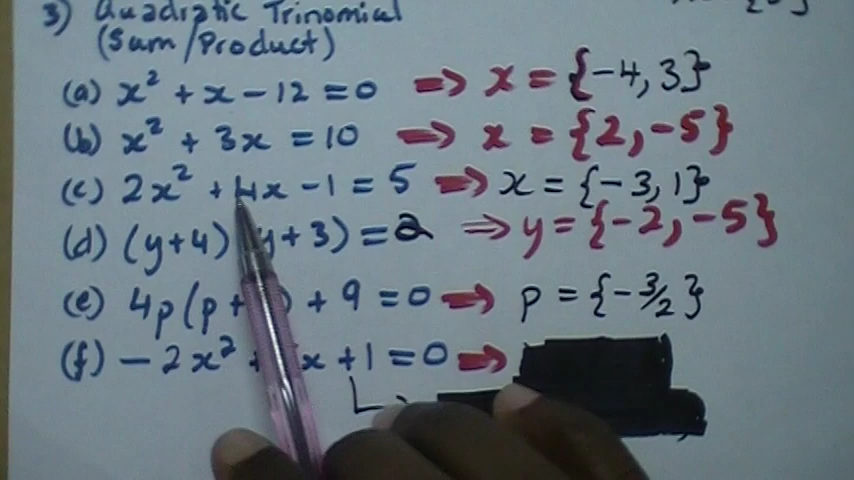 3) Quadratic Trinomial
(Sum/Product)
(a) x² + x - 12 = 0 ⇒ x = {-4, 3}
(b) x² + 3x = 10 ⇒ x = {2, -5}
(c) 2x² + 4x - 1 = 5 ⇒ x = {-3, 1}
(d) (y+4) (y+3) = 2 ⇒ y = {-2, -5}
(e) 4p(p+ ) + 9 = 0 ⇒ p = {-3/2}
(f) -2x² + x + 1 = 0 ⇒